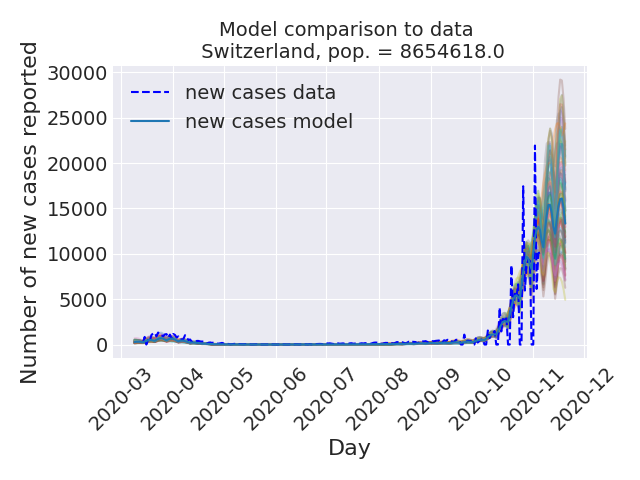 Model comparison to data
Switzerland, pop. = 8654618.0
Number of new cases reported
30000
25000
20000
15000
10000
5000
0
new cases data
new cases model
2020-03
2020-04
2020-05
2020-06
2020-07
2020-08
2020-09
2020-10
2020-11
2020-12
Day